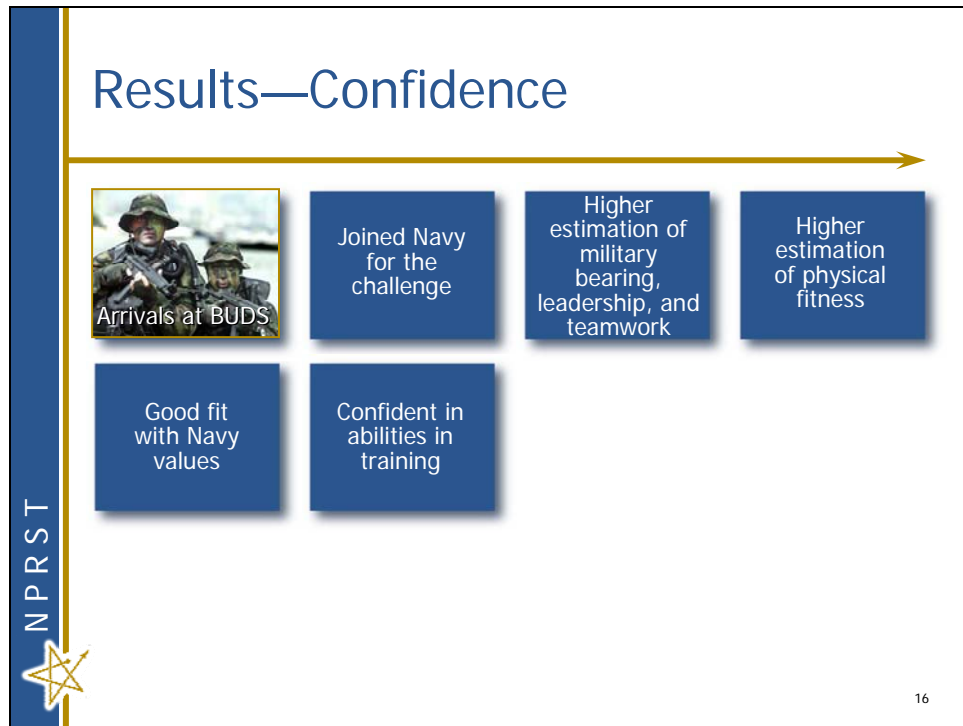 Results—Confidence
Arrivals at BUDS
Joined Navy
for the
challenge
Higher
estimation of
military
bearing,
leadership, and
teamwork
Higher
estimation
of physical
fitness
Good fit
with Navy
values
Confident in
abilities in
training
NPRST
16